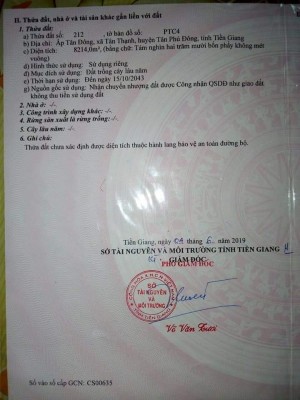 II. Thửa đất, nhà ở và tài sản khác gắn liền với đất
1. Thửa đất:
a) Thửa đất số: 212 , tờ bản đồ số: PTC4
b) Địa chỉ: Ấp Tân Đông, xã Tân Thạnh, huyện Tân Phú Đông, tỉnh Tiền Giang
c) Diện tích: 8214,0m², (bằng chữ: Tám nghìn hai trăm mười bốn phẩy không mét
vuông)
d) Hình thức sử dụng: Sử dụng riêng
đ) Mục đích sử dụng: Đất trồng cây lâu năm
e) Thời hạn sử dụng: Đến ngày 15/10/2043
g) Nguồn gốc sử dụng: Nhận chuyển nhượng đất được Công nhận QSDĐ như giao đất
không thu tiền sử dụng đất
2. Nhà ở: -/-
3. Công trình xây dựng khác: -/-
4. Rừng sản xuất là rừng trồng: -/-
5. Cây lâu năm: -/-
6. Ghi chú:
Thửa đất chưa xác định được diện tích thuộc hành lang bảo vệ an toàn đường bộ.
Tiền Giang, ngày 04 tháng 6 năm 2019
SỞ TÀI NGUYÊN VÀ MÔI TRƯỜNG TỈNH TIỀN GIANG
KT. GIÁM ĐỐC
PHÓ GIÁM ĐỐC
SỞ
TÀI NGUYÊN
VÀ
MÔI TRƯỜNG
Số vào sổ cấp GCN: CS00635